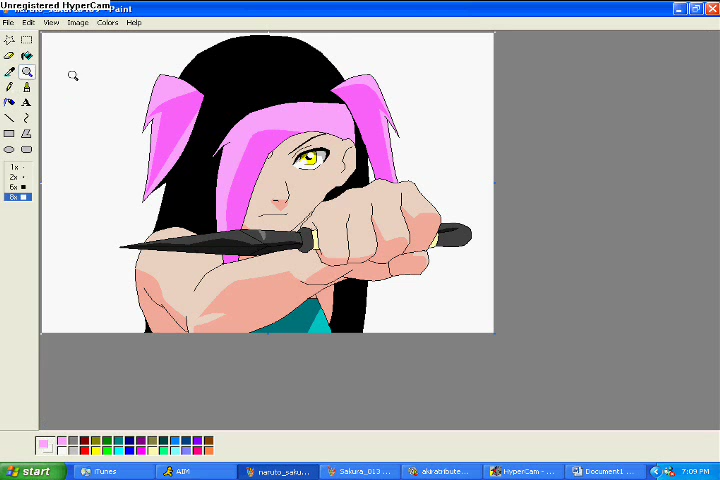 Unregistered HyperCam
Paint
File Edit View Image Colors Help
A
1x
2x
6x
8x
start iTunes AIM naruto_saku... Sakura_013 ... akiratribute... HyperCam - ... Document1 ... 7:09 PM